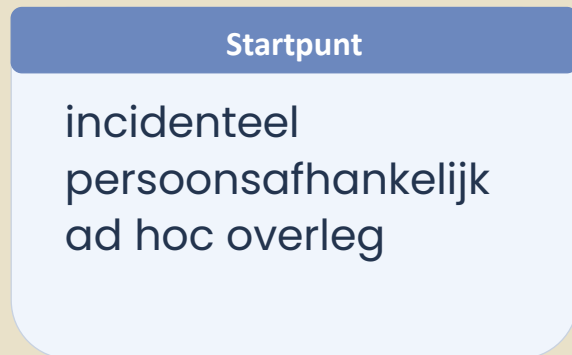 Startpunt
incidenteel
persoonsafhankelijk
ad hoc overleg